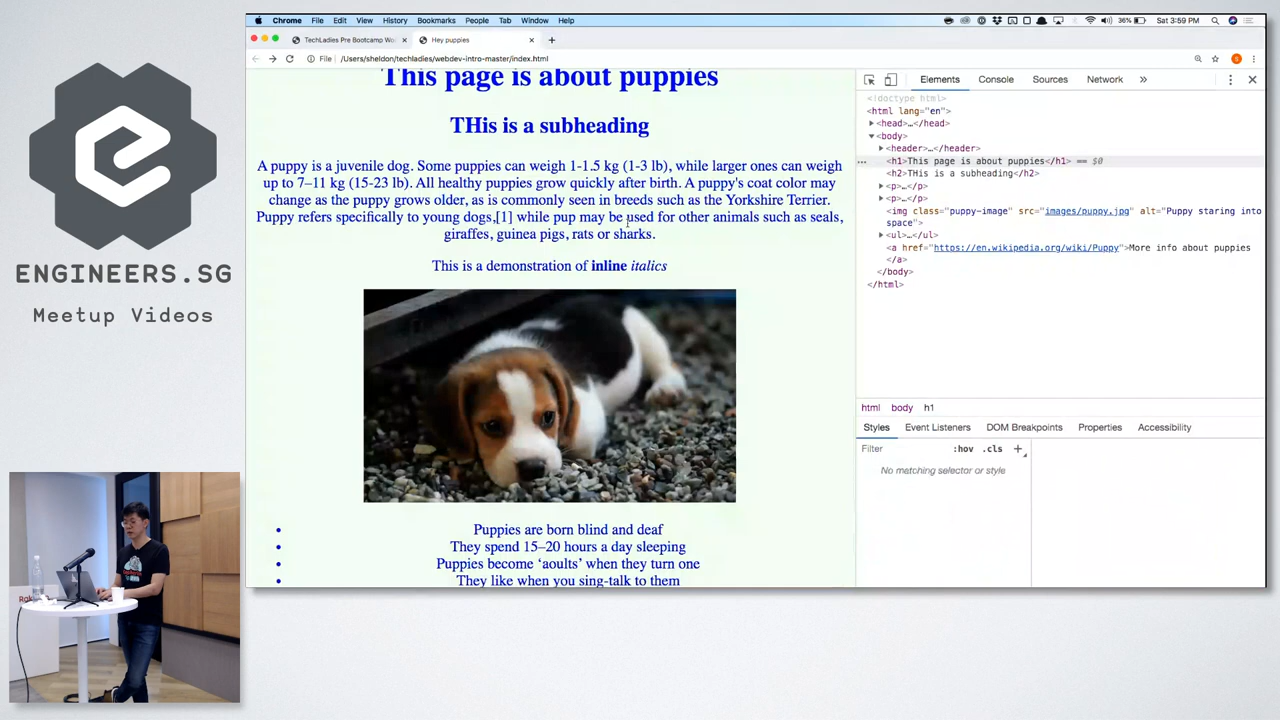 Chrome File Edit View History Bookmarks People Tab Window Help
36% Sat 3:59 PM
TechLadies Pre Bootcamp Wo
Hey puppies
File /Users/sheldon/techladies/webdev-intro-master/index.html
This page is about puppies
THis is a subheading
A puppy is a juvenile dog. Some puppies can weigh 1-1.5 kg (1-3 lb), while larger ones can weigh
up to 7–11 kg (15-23 lb). All healthy puppies grow quickly after birth. A puppy's coat color may
change as the puppy grows older, as is commonly seen in breeds such as the Yorkshire Terrier.
Puppy refers specifically to young dogs,[1] while pup may be used for other animals such as seals,
giraffes, guinea pigs, rats or sharks.
This is a demonstration of inline italics
Puppies are born blind and deaf
They spend 15–20 hours a day sleeping
Puppies become ‘aoults’ when they turn one
They like when you sing-talk to them
Elements Console Sources Network »
<!doctype html>
<html lang="en">
<head>…</head>
<body>
<header>…</header>
… <h1>This page is about puppies</h1> == $0
<h2>THis is a subheading</h2>
<p>…</p>
<p>…</p>
<img class="puppy-image" src="images/puppy.jpg" alt="Puppy staring into
space">
<ul>…</ul>
<a href="https://en.wikipedia.org/wiki/Puppy">More info about puppies
</a>
</body>
</html>
html body h1
Styles Event Listeners DOM Breakpoints Properties Accessibility
Filter :hov .cls +
No matching selector or style
ENGINEERS.SG
Meetup Videos